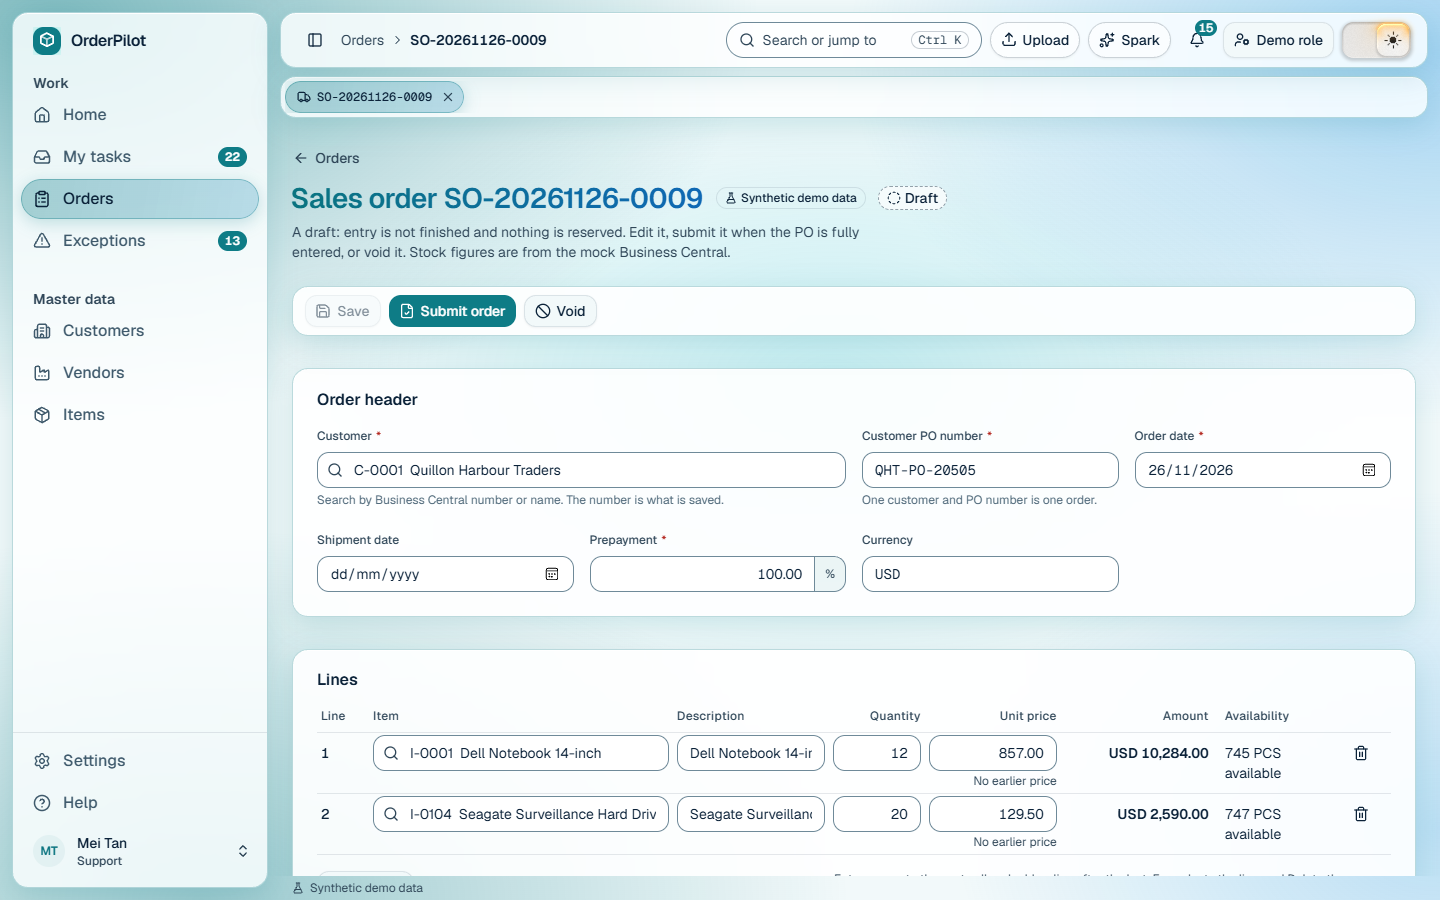 OrderPilot
Work
Home
My tasks 22
Orders
Exceptions 13
Master data
Customers
Vendors
Items
Settings
Help
MT Mei Tan
Support
Orders > SO-20261126-0009
Search or jump to Ctrl K
Upload
Spark
15
Demo role
SO-20261126-0009
Orders
Sales order SO-20261126-0009 Synthetic demo data Draft
A draft: entry is not finished and nothing is reserved. Edit it, submit it when the PO is fully
entered, or void it. Stock figures are from the mock Business Central.
Save Submit order Void
Order header
Customer * Customer PO number * Order date *
C-0001 Quillon Harbour Traders QHT-PO-20505 26/11/2026
Search by Business Central number or name. The number is what is saved. One customer and PO number is one order.
Shipment date Prepayment * Currency
dd/mm/yyyy 100.00 % USD
Lines
Line Item Description Quantity Unit price Amount Availability
1 I-0001 Dell Notebook 14-inch Dell Notebook 14-ir 12 857.00 USD 10,284.00 745 PCS
available
No earlier price
2 I-0104 Seagate Surveillance Hard Driv Seagate Surveillanc 20 129.50 USD 2,590.00 747 PCS
available
No earlier price
Synthetic demo data